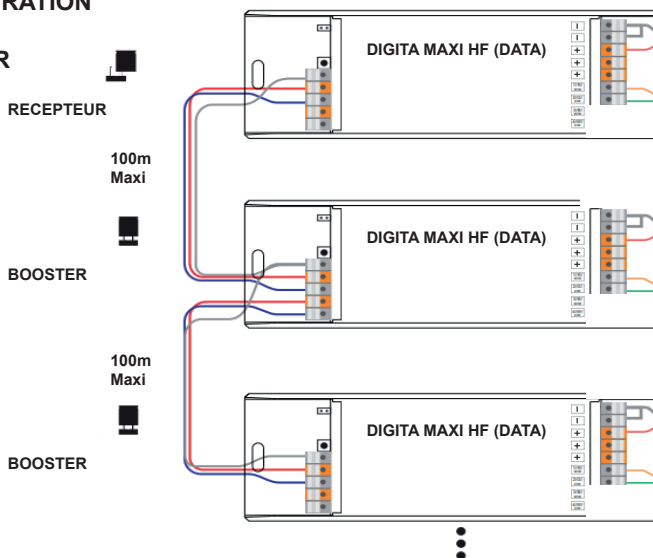 RATION
R
DIGITA MAXI HF (DATA)
RECEPTEUR
100m
Maxi
DIGITA MAXI HF (DATA)
BOOSTER
100m
Maxi
DIGITA MAXI HF (DATA)
BOOSTER